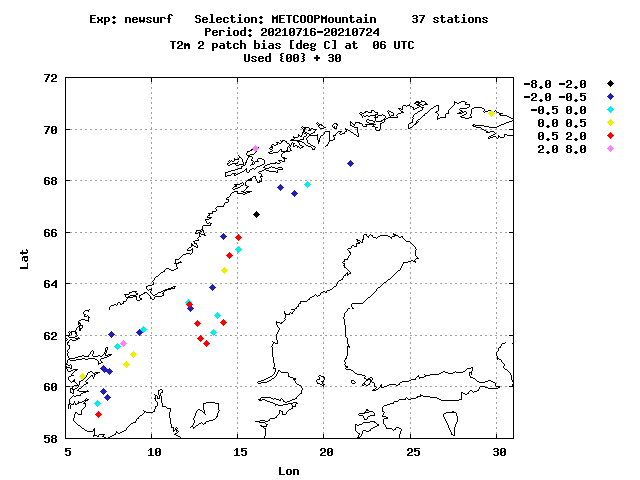 Exp: newsurf   Selection: METCOOPMountain     37 stations
Period: 20210716-20210724
T2m 2 patch bias [deg C] at  06 UTC
Used {00} + 30
72
70
68
66
64
62
60
58
5 10 15 20 25 30
Lat
Lon
-8.0 -2.0
-2.0 -0.5
-0.5 0.0
0.0 0.5
0.5 2.0
2.0 8.0